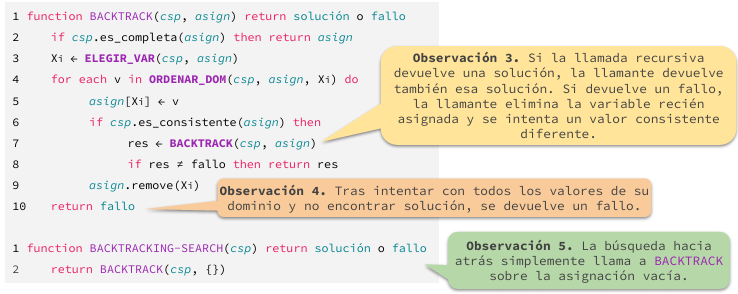 1 function BACKTRACK(csp, asign) return solución o fallo
2 if csp.es_completa(asign) then return asign
3 Xi ← ELEGIR_VAR(csp, asign)
4 for each v in ORDENAR_DOM(csp, asign, Xi) do
5 asign[Xi] ← v
6 if csp.es_consistente(asign) then
7 res ← BACKTRACK(csp, asign)
8 if res ≠ fallo then return res
9 asign.remove(Xi)
10 return fallo
Observación 3. Si la llamada recursiva
devuelve una solución, la llamante devuelve
también esa solución. Si devuelve un fallo,
la llamante elimina la variable recién
asignada y se intenta un valor consistente
diferente.
Observación 4. Tras intentar con todos los valores de su
dominio y no encontrar solución, se devuelve un fallo.
1 function BACKTRACKING-SEARCH(csp) return solución o fallo
2 return BACKTRACK(csp, {})
Observación 5. La búsqueda hacia
atrás simplemente llama a BACKTRACK
sobre la asignación vacía.